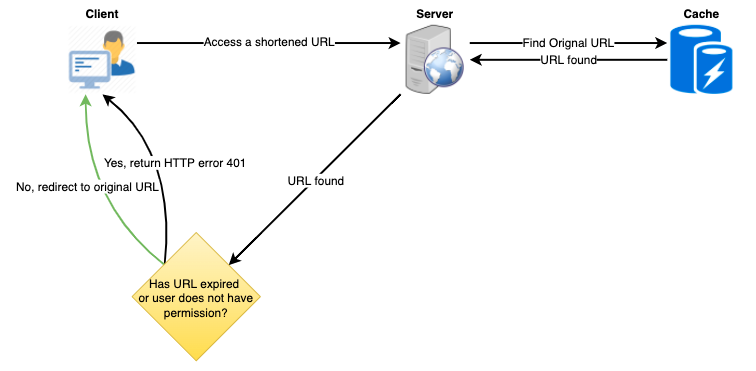 Client
Server
Cache
Access a shortened URL
Find Orignal URL
URL found
Yes, return HTTP error 401
No, redirect to original URL
URL found
Has URL expired
or user does not have
permission?